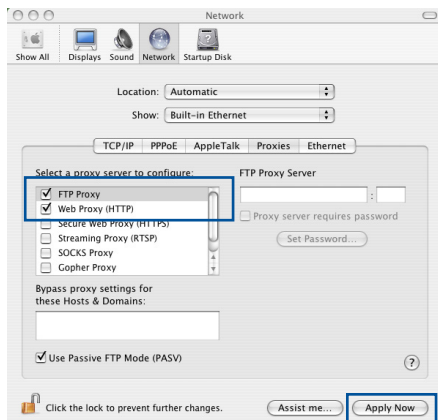 Network
Show All Displays Sound Network Startup Disk
Location: Automatic
Show: Built-in Ethernet
TCP/IP PPPoE AppleTalk Proxies Ethernet
Select a proxy server to configure: FTP Proxy Server
FTP Proxy
Web Proxy (HTTP)
:
Secure Web Proxy (HTTPS)
Proxy server requires password
Streaming Proxy (RTSP)
Set Password...
SOCKS Proxy
Gopher Proxy
Bypass proxy settings for
these Hosts & Domains:
Use Passive FTP Mode (PASV)
?
Click the lock to prevent further changes. Assist me... Apply Now